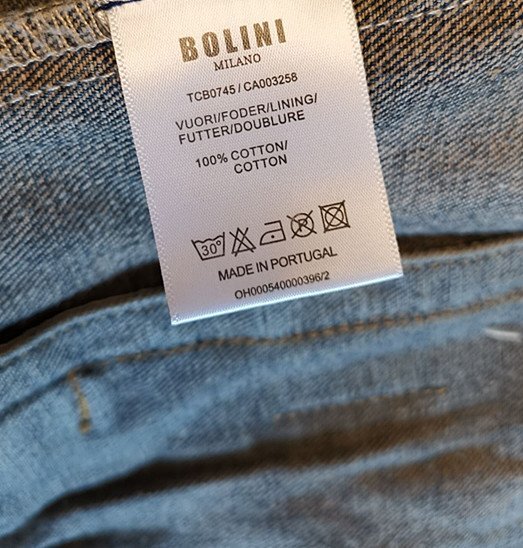 BOLINI
MILANO
TCB0745 / CA003258
VUORI/FODER/LINING/
FUTTER/DOUBLURE
100% COTTON/
COTTON
30°
MADE IN PORTUGAL
OH000540000396/2